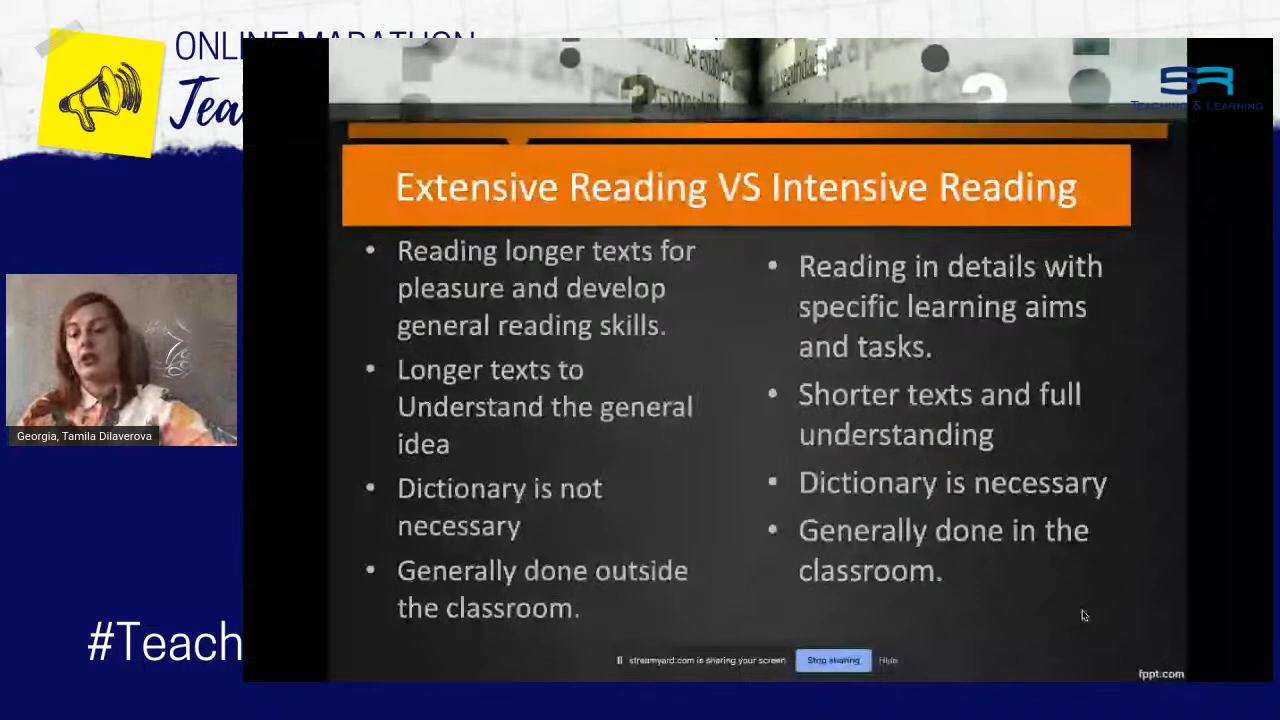 ONLINE MARATHON
Tea
SR
TEACHING & LEARNING
Extensive Reading VS Intensive Reading
• Reading longer texts for
pleasure and develop
general reading skills.
• Longer texts to
Understand the general
idea
• Dictionary is not
necessary
• Generally done outside
the classroom.
• Reading in details with
specific learning aims
and tasks.
• Shorter texts and full
understanding
• Dictionary is necessary
• Generally done in the
classroom.
Georgia, Tamila Dilaverova
#Teach
streamyard.com is sharing your screen
Stop sharing
Hide
fppt.com